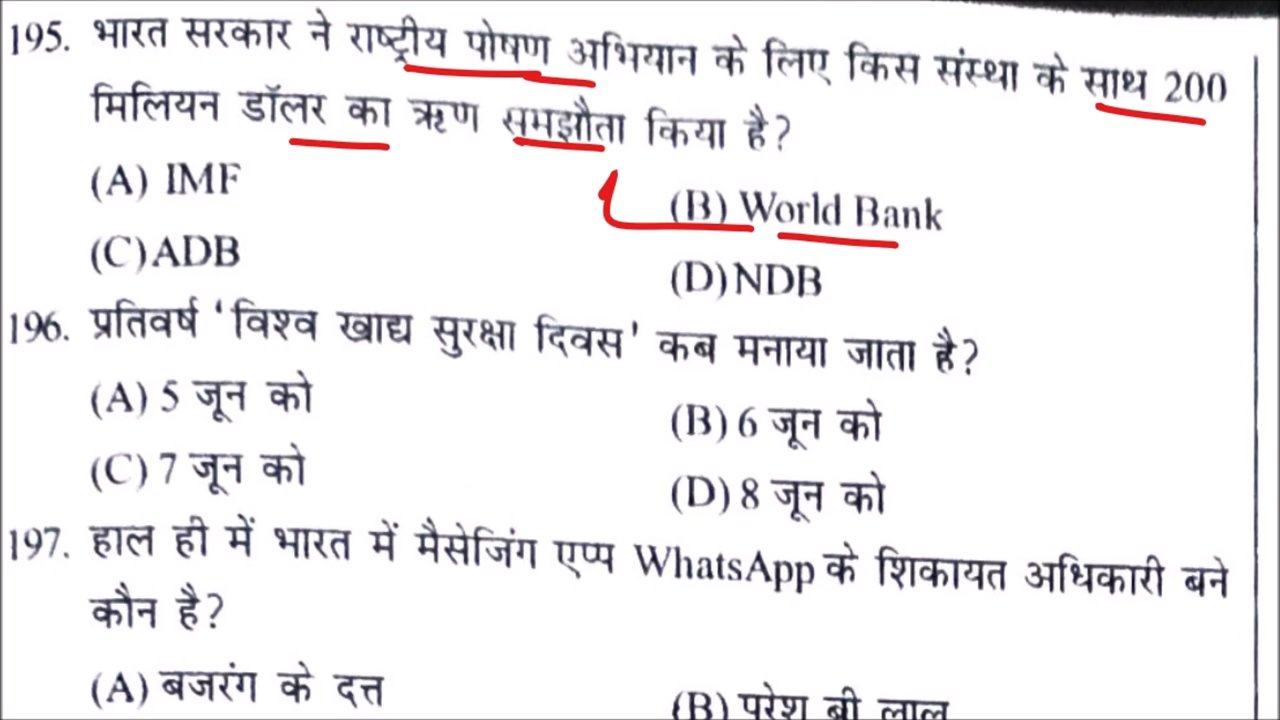 195. भारत सरकार ने राष्ट्रीय पोषण अभियान के लिए किस संस्था के साथ 200
मिलियन डॉलर का ऋण समझौता किया है?
(A) IMF
(B) World Bank
(C) ADB
(D) NDB
196. प्रतिवर्ष 'विश्व खाद्य सुरक्षा दिवस' कब मनाया जाता है?
(A) 5 जून को
(B) 6 जून को
(C) 7 जून को
(D) 8 जून को
197. हाल ही में भारत में मैसेजिंग एप्प WhatsApp के शिकायत अधिकारी बने
कौन है?
(A) बजरंग के दत्त
(B) परेश बी लाल